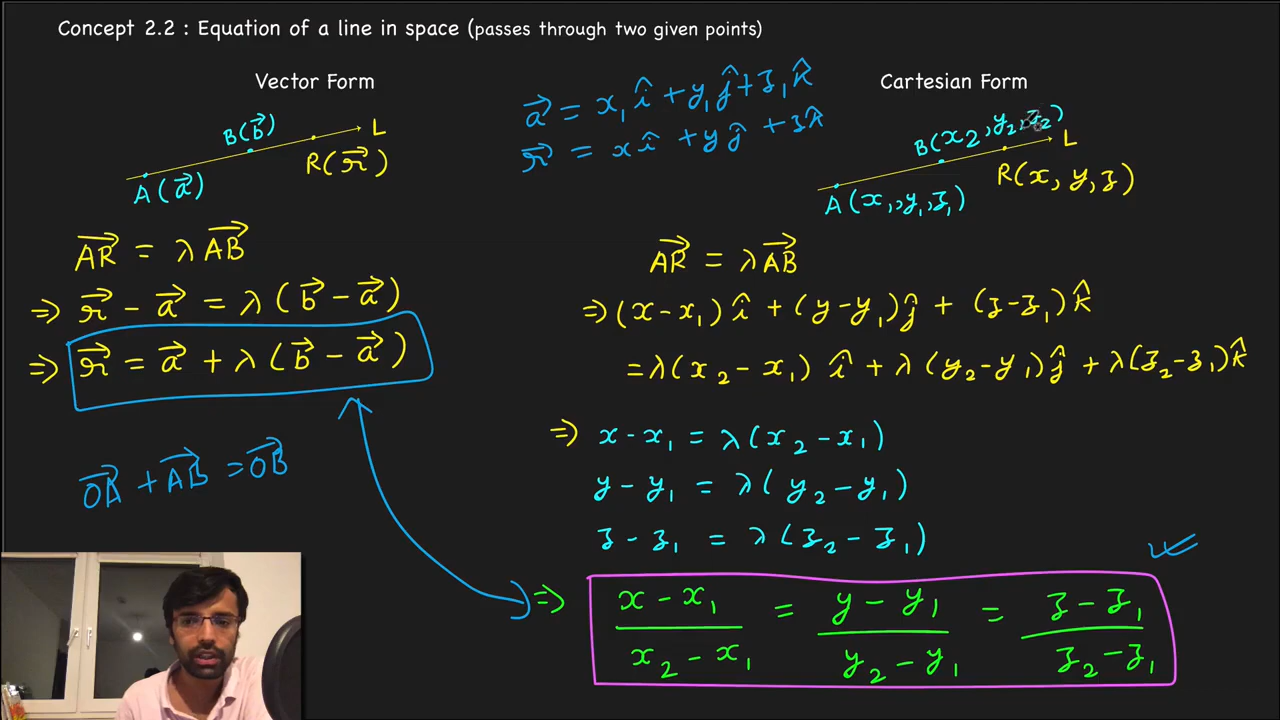 Concept 2.2 : Equation of a line in space (passes through two given points)
Vector Form
B(b⃗)
L
A(a⃗)
R(r⃗)
AR⃗ = λAB⃗
⇒ r⃗ - a⃗ = λ(b⃗ - a⃗)
⇒ r⃗ = a⃗ + λ(b⃗ - a⃗)
OA⃗ + AB⃗ = OB⃗
a⃗ = x₁î + y₁ĵ + z₁k̂
r⃗ = xî + yĵ + zk̂
Cartesian Form
B(x₂, y₂, z₂)
L
R(x, y, z)
A(x₁, y₁, z₁)
AR⃗ = λAB⃗
⇒ (x-x₁)î + (y-y₁)ĵ + (z-z₁)k̂
= λ(x₂-x₁)î + λ(y₂-y₁)ĵ + λ(z₂-z₁)k̂
⇒ x-x₁ = λ(x₂-x₁)
y-y₁ = λ(y₂-y₁)
z-z₁ = λ(z₂-z₁)
⇒ (x-x₁)/(x₂-x₁) = (y-y₁)/(y₂-y₁) = (z-z₁)/(z₂-z₁)